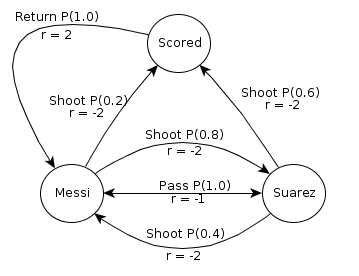 Return P(1.0)
r = 2
Scored
Shoot P(0.2)
r = -2
Shoot P(0.6)
r = -2
Shoot P(0.8)
r = -2
Messi
Pass P(1.0)
r = -1
Suarez
Shoot P(0.4)
r = -2